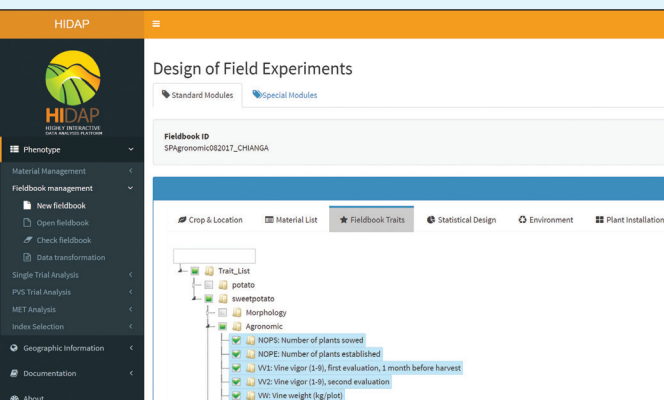 HIDAP
HIDAP
HIGHLY INTERACTIVE
DATA ANALYSIS PLATFORM
Phenotype
Material Management
Fieldbook management
New fieldbook
Open fieldbook
Check fieldbook
Data transformation
Single Trial Analysis
PVS Trial Analysis
MET Analysis
Index Selection
Geographic Information
Documentation
About
Design of Field Experiments
Standard Modules Special Modules
Fieldbook ID
SPAgronomic082017_CHIANGA
Crop & Location Material List Fieldbook Traits Statistical Design Environment Plant Installation
Trait_List
potato
sweetpotato
Morphology
Agronomic
NOPS: Number of plants sowed
NOPE: Number of plants established
VV1: Vine vigor (1-9), first evaluation, 1 month before harvest
VV2: Vine vigor (1-9), second evaluation
VW: Vine weight (kg/plot)